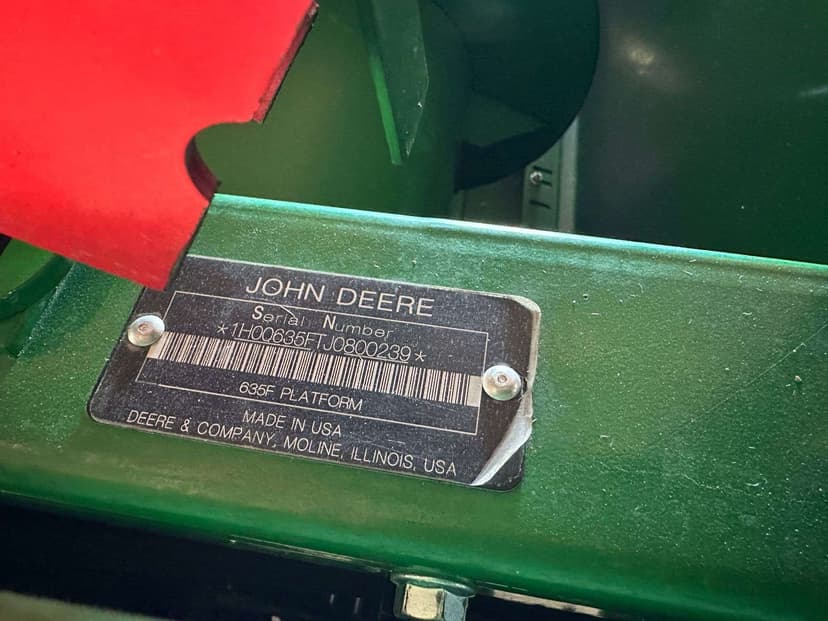 JOHN DEERE
Serial Number
*1H00635FTJ0800239*
635F PLATFORM
MADE IN USA
DEERE & COMPANY, MOLINE, ILLINOIS, USA